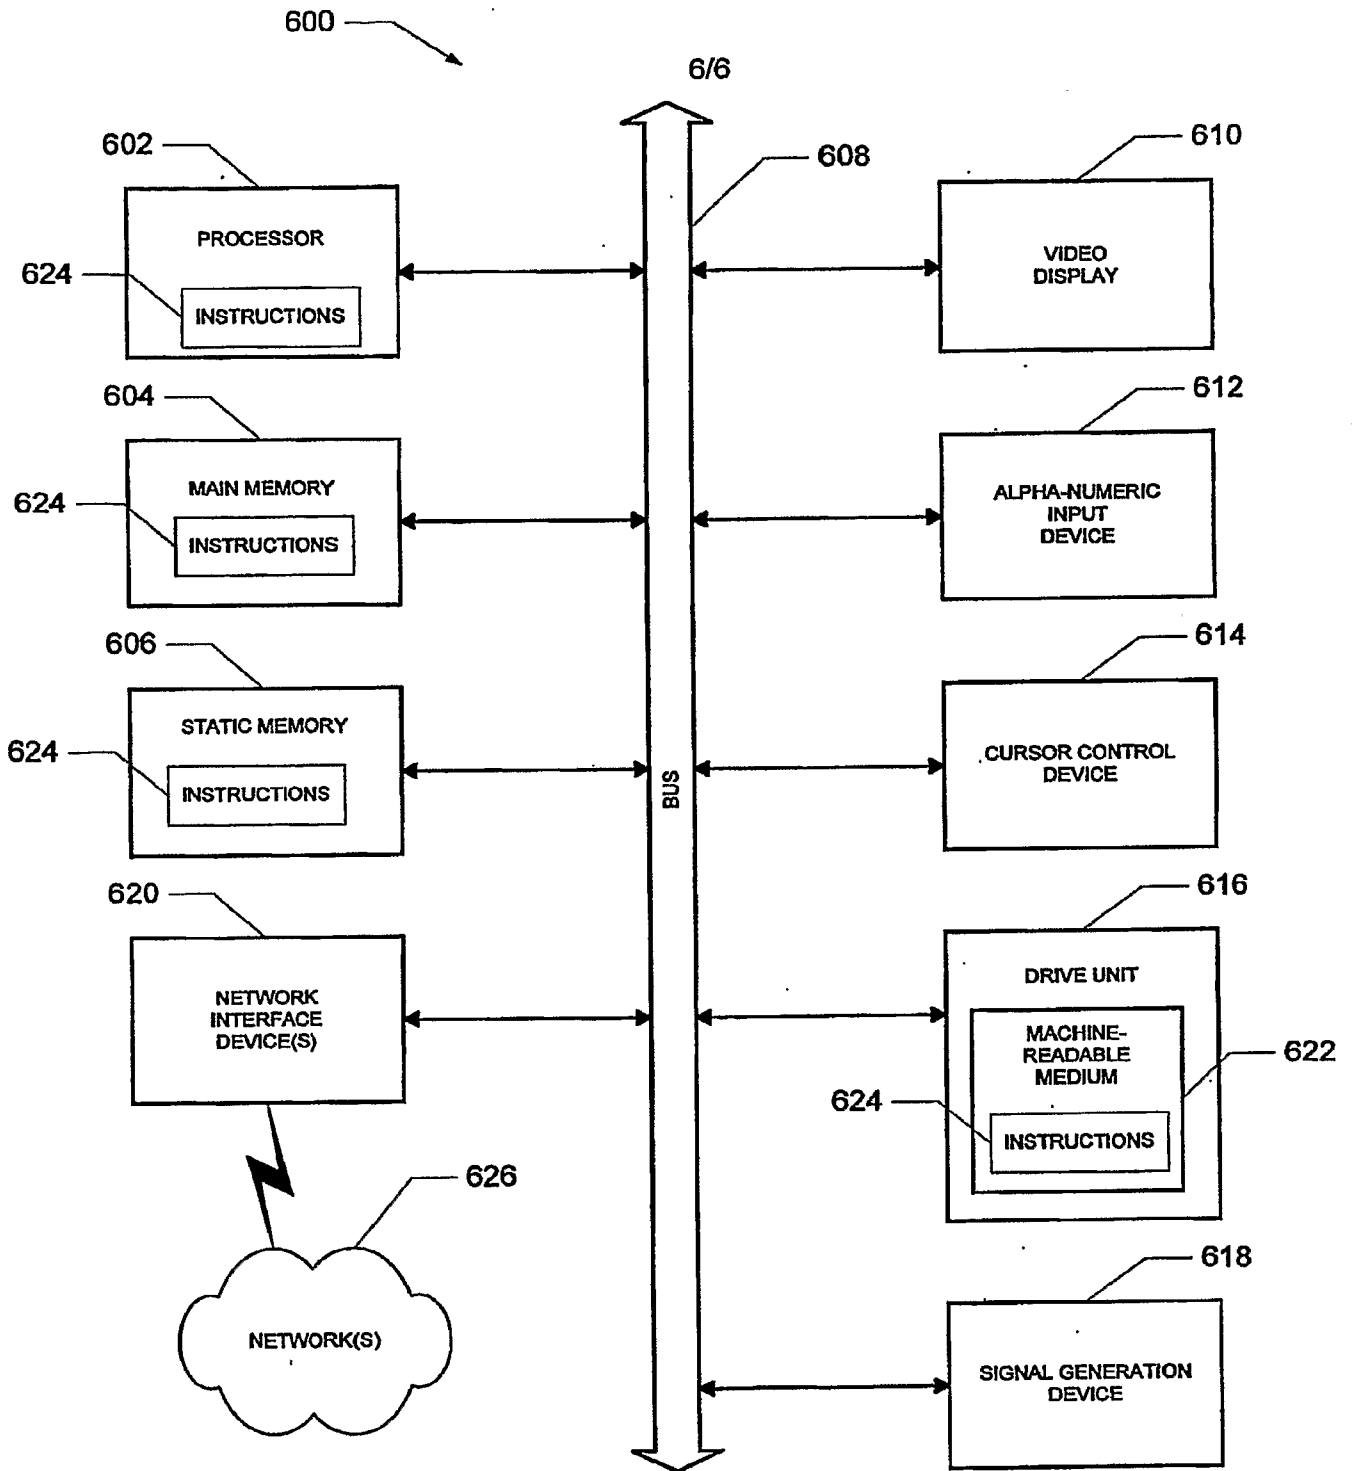 600
6/6
602
608
610
PROCESSOR
624
INSTRUCTIONS
VIDEO
DISPLAY
604
612
MAIN MEMORY
624
INSTRUCTIONS
ALPHA-NUMERIC
INPUT
DEVICE
606
614
STATIC MEMORY
624
INSTRUCTIONS
BUS
CURSOR CONTROL
DEVICE
620
616
NETWORK
INTERFACE
DEVICE(S)
DRIVE UNIT
MACHINE-
READABLE
MEDIUM
622
624
INSTRUCTIONS
626
NETWORK(S)
618
SIGNAL GENERATION
DEVICE